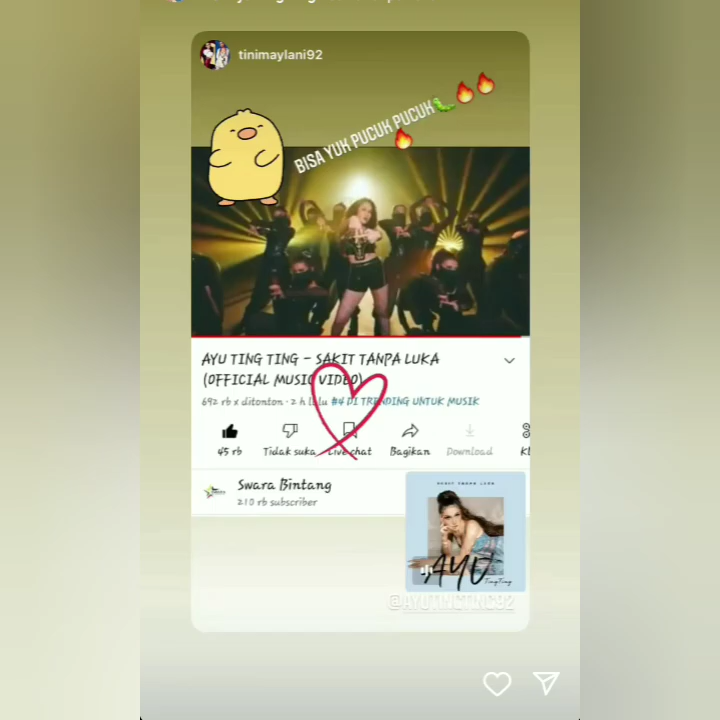 tinimaylani92
BISA YUK PUCUK PUCUK
AYU TING TING - SAKIT TANPA LUKA
(OFFICIAL MUSIC VIDEO)
692 rb x ditonton · 2 h lalu #4 DI TRENDING UNTUK MUSIK
45 rb Tidak suka Live chat Bagikan Download
Swara Bintang
210 rb subscriber
SAKIT TANPA LUKA
AYU
TingTing
@AYUTINGTING92